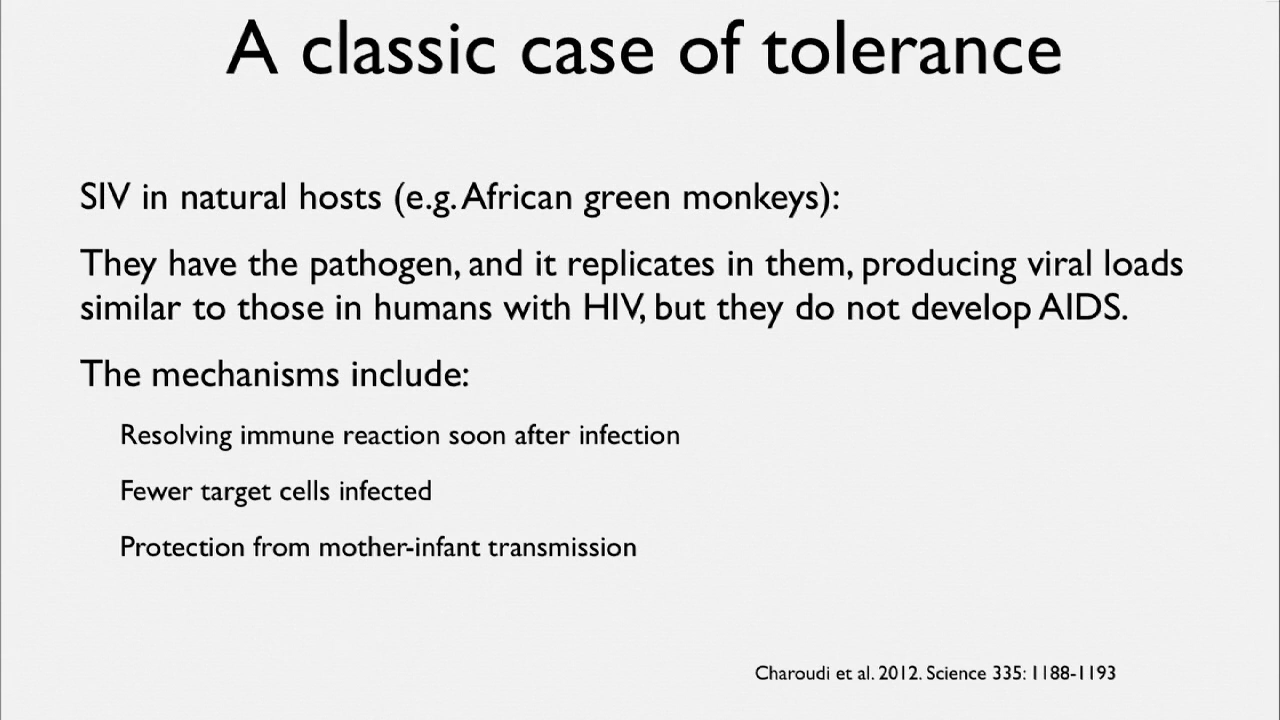 A classic case of tolerance
SIV in natural hosts (e.g. African green monkeys):
They have the pathogen, and it replicates in them, producing viral loads
similar to those in humans with HIV, but they do not develop AIDS.
The mechanisms include:
Resolving immune reaction soon after infection
Fewer target cells infected
Protection from mother-infant transmission
Charoudi et al. 2012. Science 335: 1188-1193